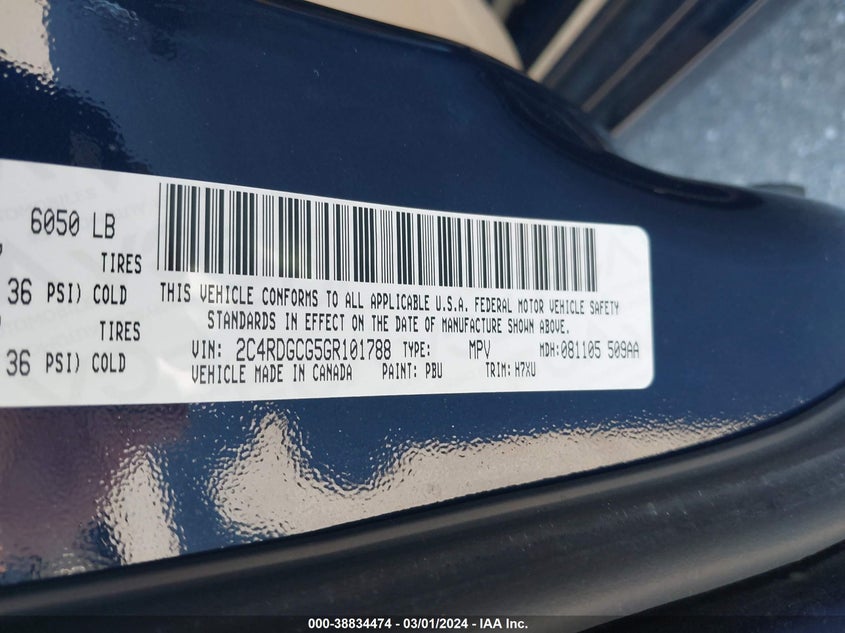 6050 LB
TIRES
36 PSI) COLD
TIRES
36 PSI) COLD
THIS VEHICLE CONFORMS TO ALL APPLICABLE U.S.A. FEDERAL MOTOR VEHICLE SAFETY
STANDARDS IN EFFECT ON THE DATE OF MANUFACTURE SHOWN ABOVE.
VIN: 2C4RDGCG5GR101788 TYPE: MPV MDH:081105 509AA
VEHICLE MADE IN CANADA PAINT: PBU TRIM: H7XU
000-38834474 / 03/01/2024 - IAA Inc.